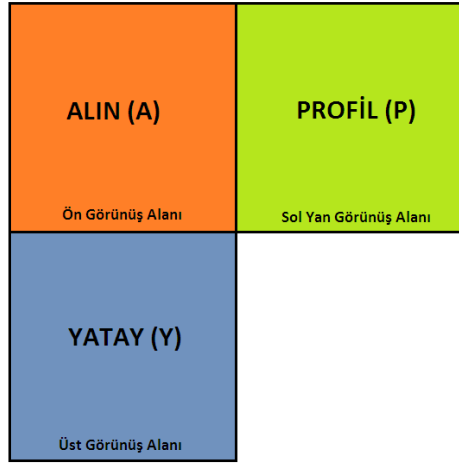 ALIN (A)
Ön Görünüş Alanı
PROFİL (P)
Sol Yan Görünüş Alanı
YATAY (Y)
Üst Görünüş Alanı